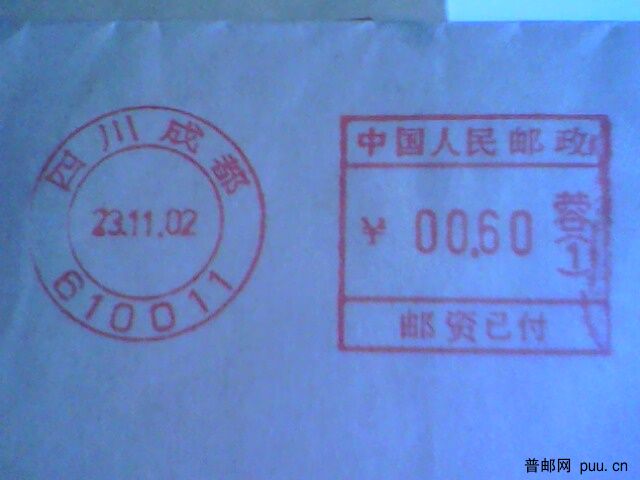 四川成都
23.11.02
610011
中国人民邮政
¥ 00.60
邮资已付
普邮网 puu.cn